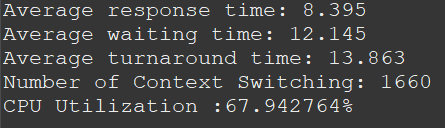 Average response time: 8.395
Average waiting time: 12.145
Average turnaround time: 13.863
Number of Context Switching: 1660
CPU Utilization :67.942764%